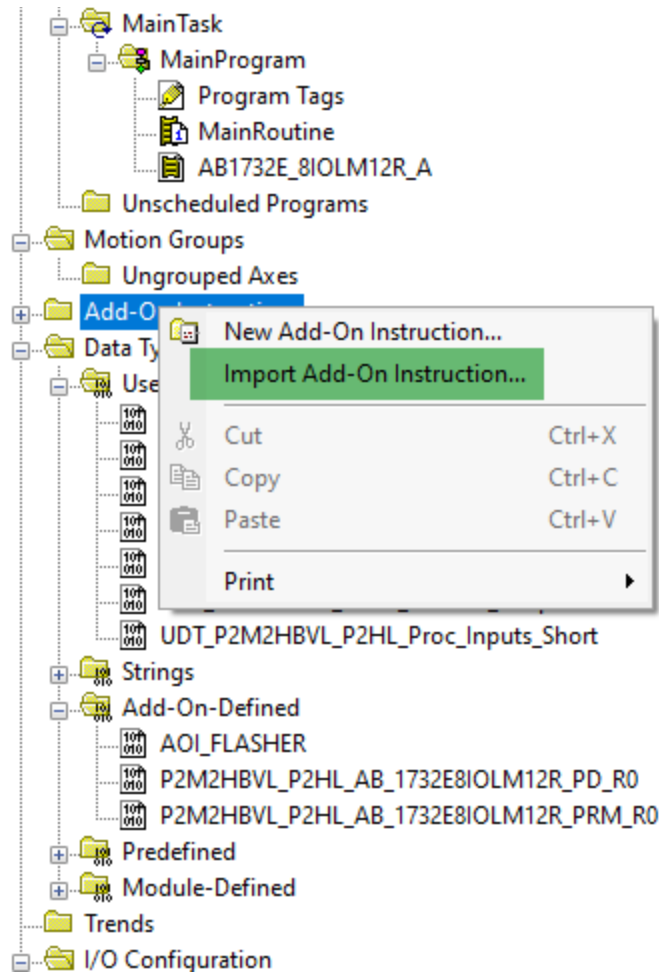 MainTask
MainProgram
Program Tags
MainRoutine
AB1732E_8IOLM12R_A
Unscheduled Programs
Motion Groups
Ungrouped Axes
New Add-On Instruction...
Import Add-On Instruction...
Cut Ctrl+X
Copy Ctrl+C
Paste Ctrl+V
Print
UDT_P2M2HBVL_P2HL_Proc_Inputs_Short
Strings
Add-On-Defined
AOI_FLASHER
P2M2HBVL_P2HL_AB_1732E8IOLM12R_PD_R0
P2M2HBVL_P2HL_AB_1732E8IOLM12R_PRM_R0
Predefined
Module-Defined
Trends
I/O Configuration